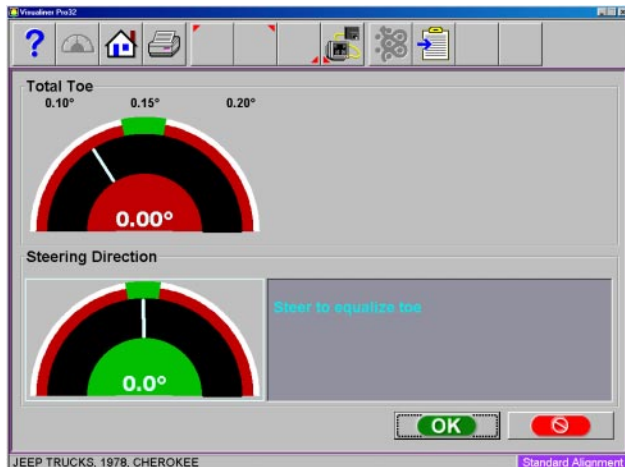 Visualiner Pro32
?
Total Toe
0.10° 0.15° 0.20°
0.00°
Steering Direction
Steer to equalize toe
0.0°
OK
JEEP TRUCKS, 1978, CHEROKEE
Standard Alignment